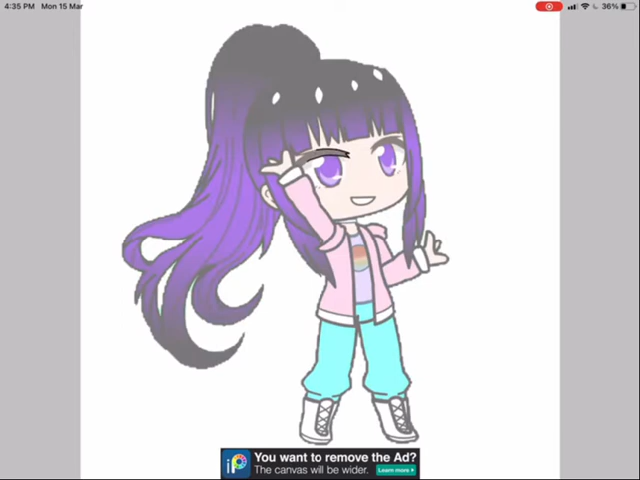 4:35 PM Mon 15 Mar
36%
iP
You want to remove the Ad?
The canvas will be wider.
Learn more